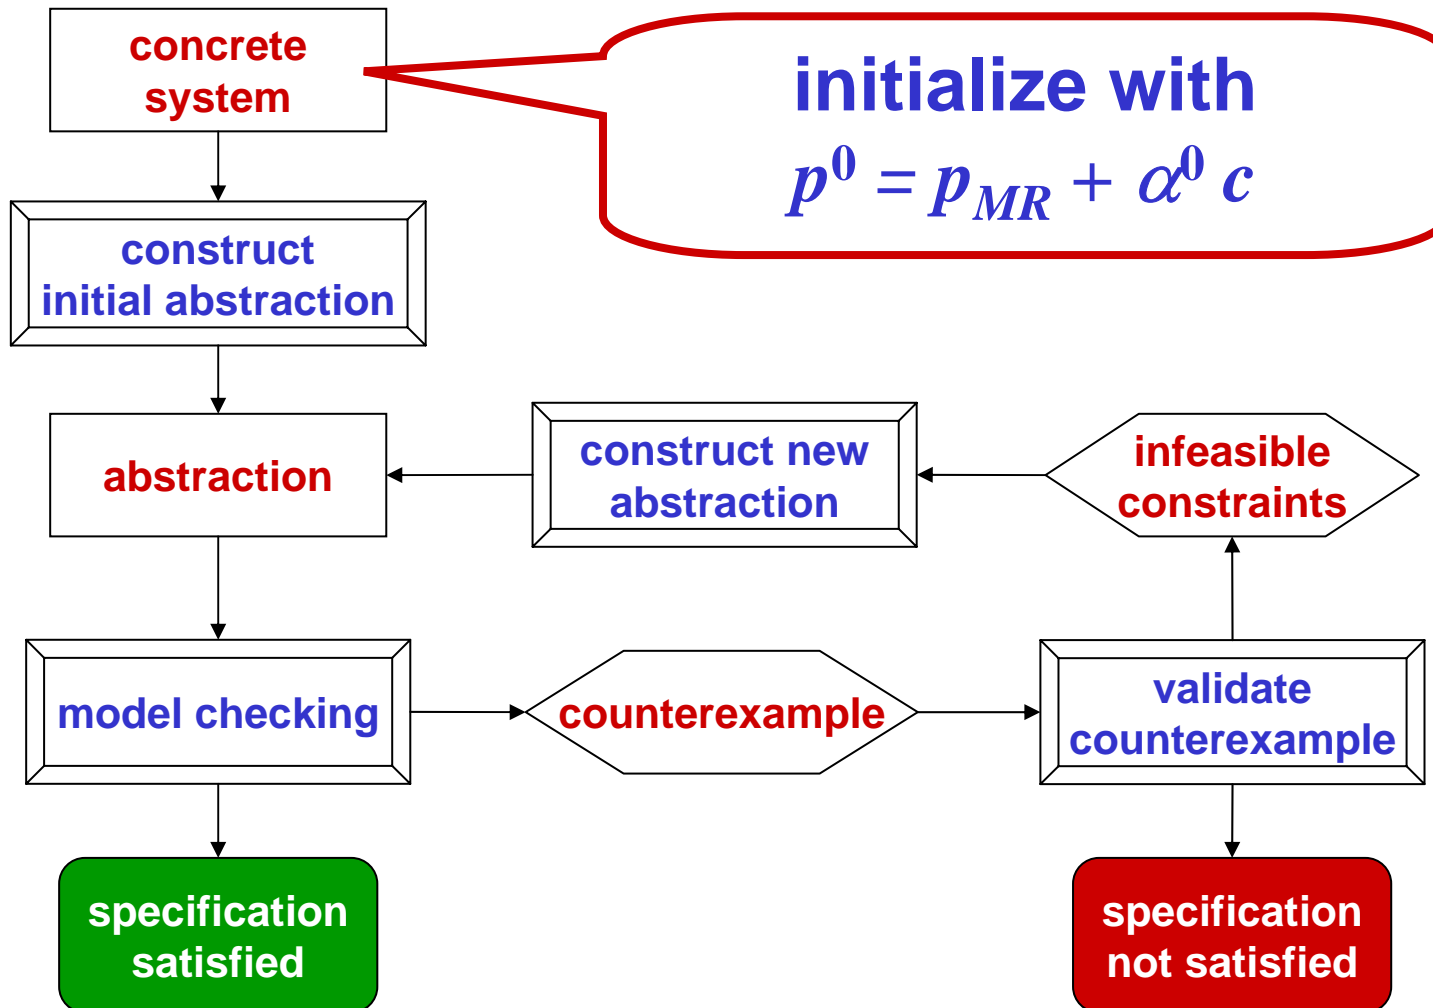 concrete
system
initialize with
p⁰ = p_MR + α⁰ c
construct
initial abstraction
abstraction
construct new
abstraction
infeasible
constraints
model checking
counterexample
validate
counterexample
specification
satisfied
specification
not satisfied